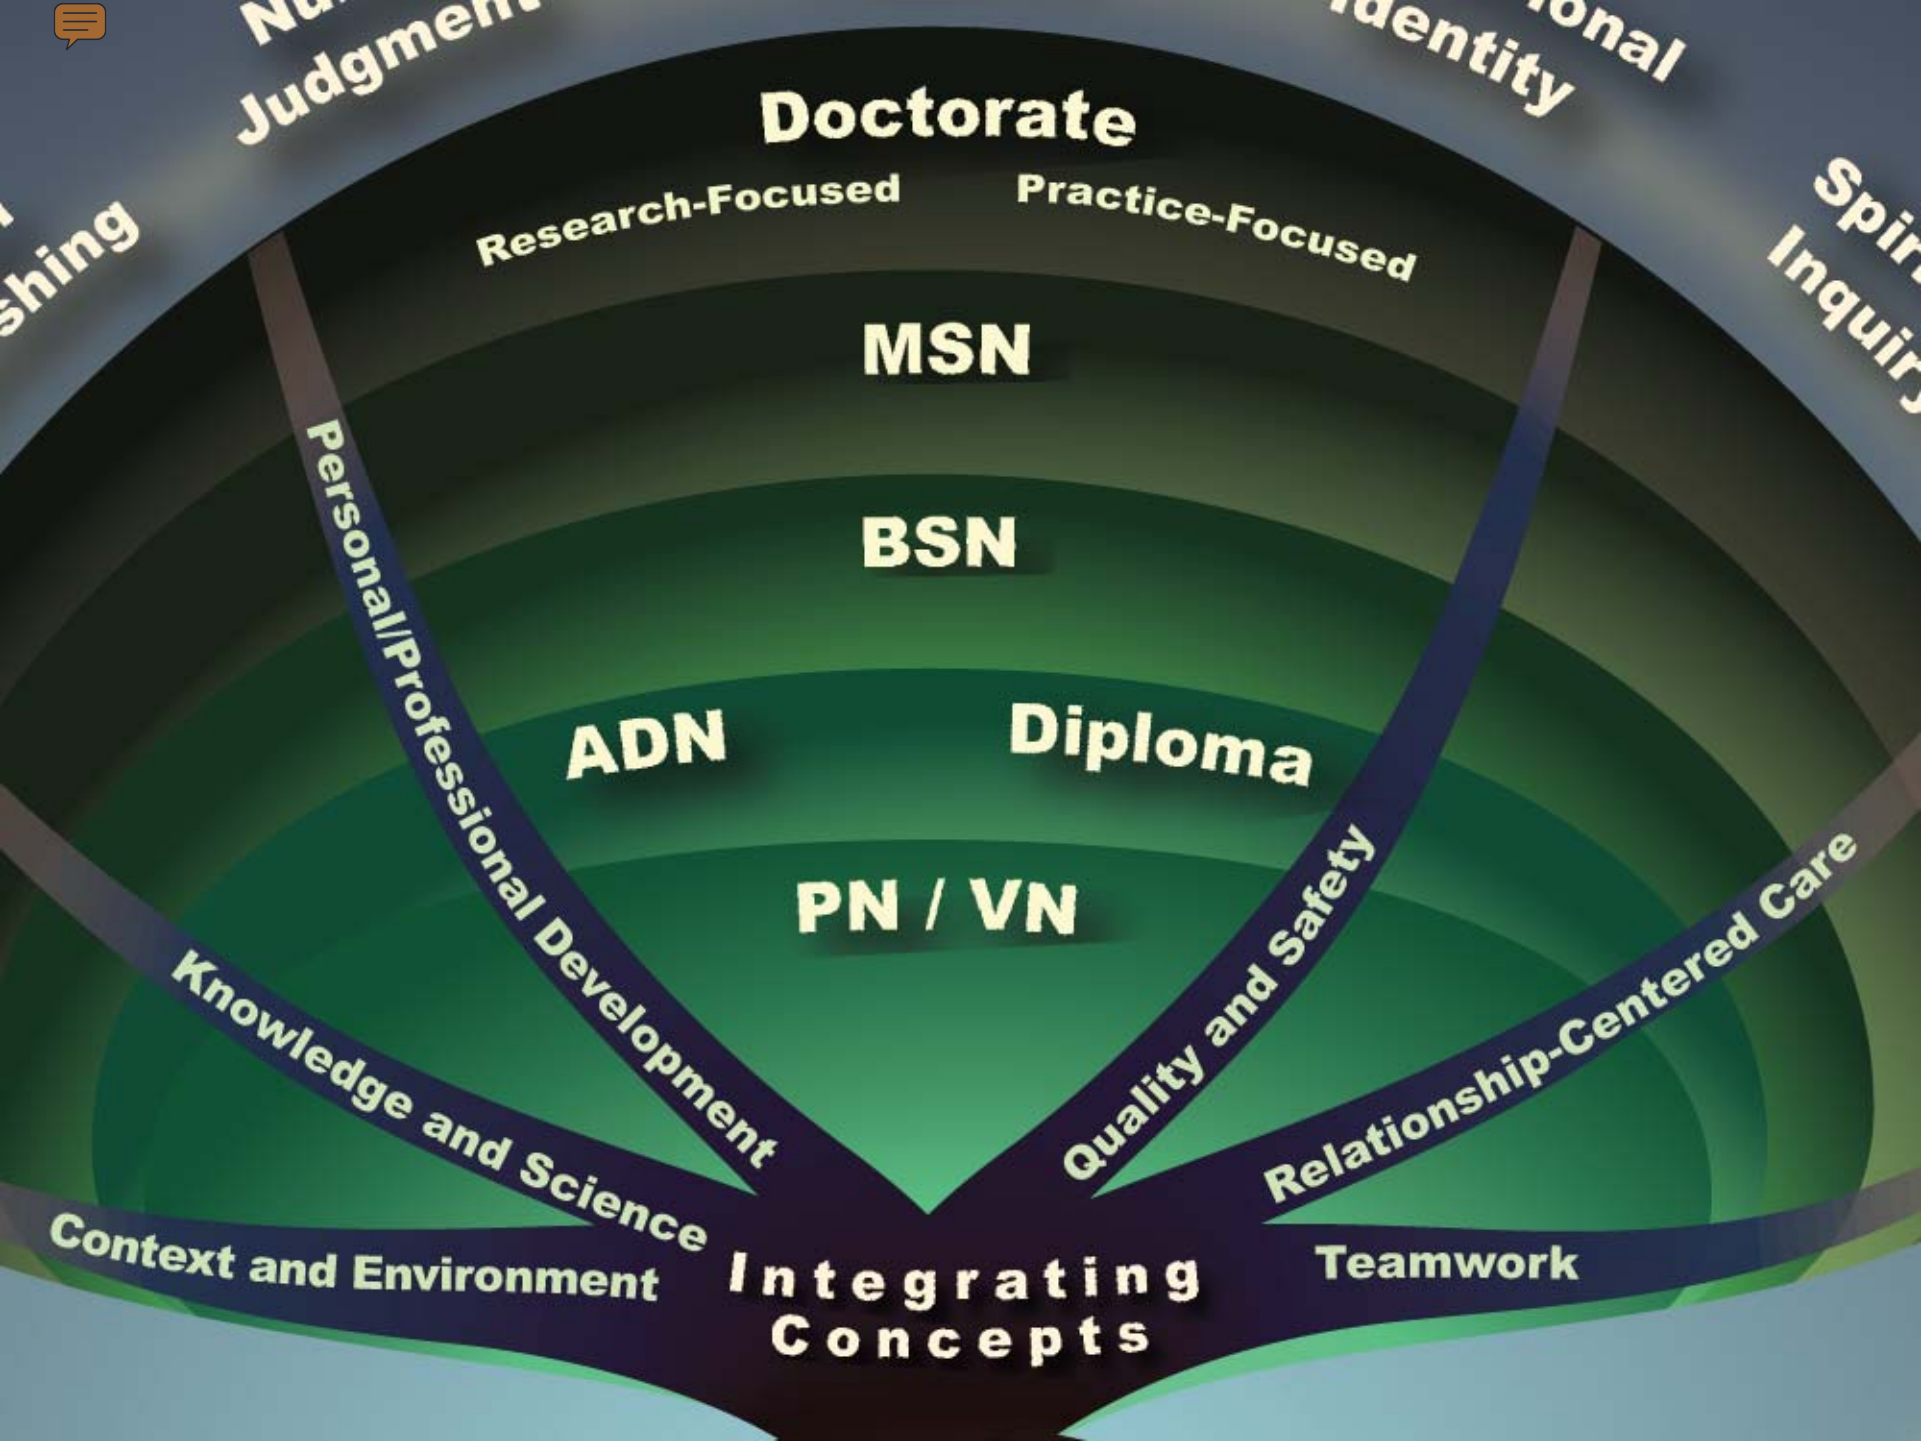 Judgment
Identity
Doctorate
Research-Focused
Practice-Focused
MSN
BSN
ADN
Diploma
PN / VN
Personal/Professional Development
Quality and Safety
Knowledge and Science
Relationship-Centered Care
Context and Environment
Teamwork
Integrating
Concepts